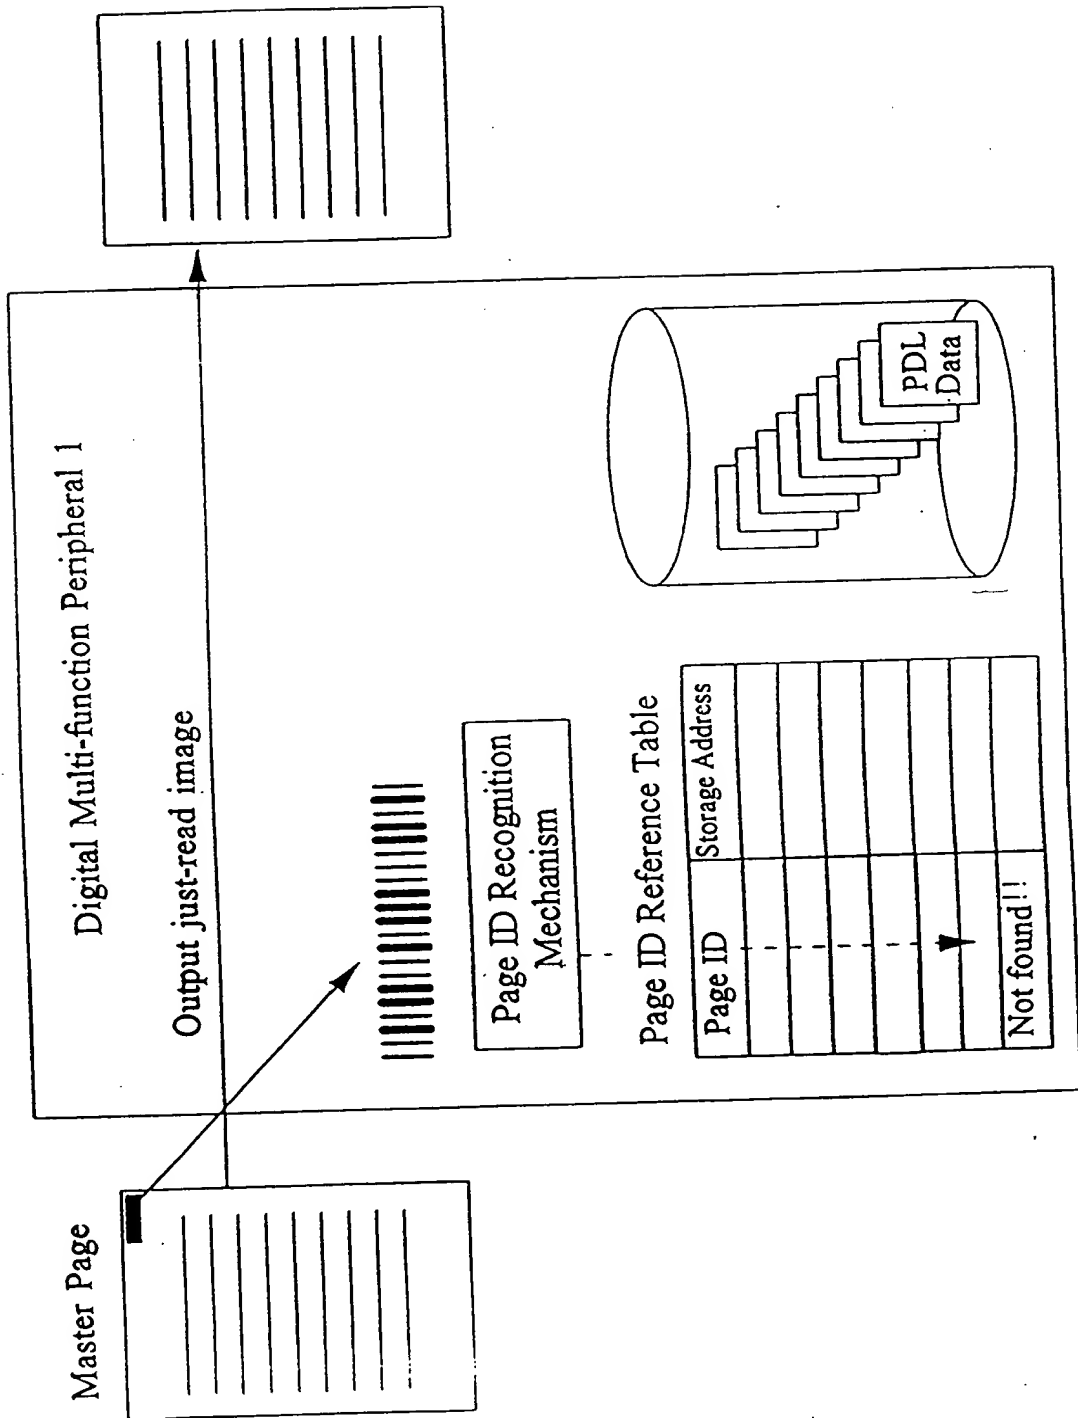 Master Page
Digital Multi-function Peripheral 1
Output just-read image
Page ID Recognition
Mechanism
Page ID Reference Table
Page ID
Storage Address
Not found!!
PDL
Data